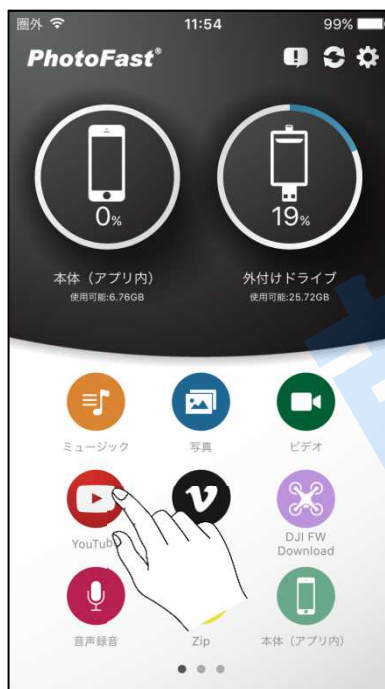 圏外 11:54 99%
PhotoFast®
0% 19%
本体（アプリ内） 外付けドライブ
使用可能:6.76GB 使用可能:25.72GB
ミュージック 写真 ビデオ
YouTub DJI FW
Download
音声録音 Zip 本体（アプリ内）